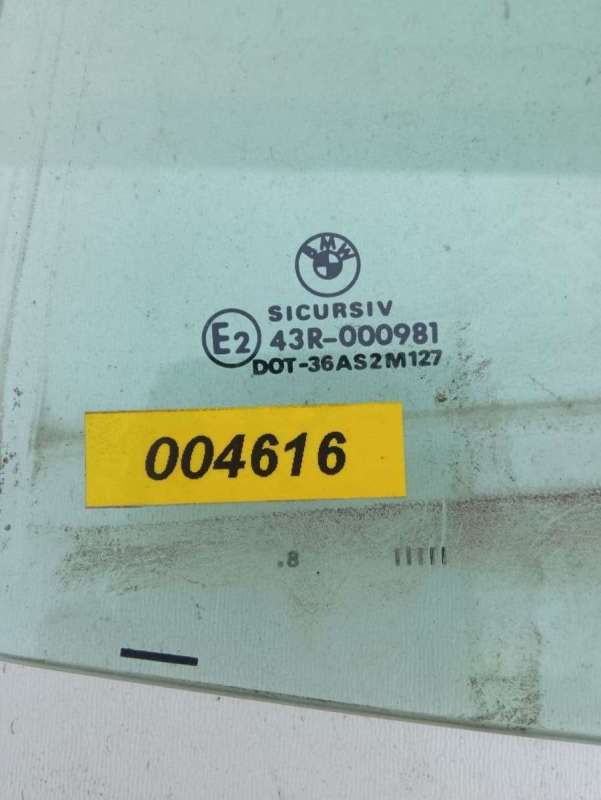 BMW
SICURSIV
E2 43R-000981
DOT-36AS2M127
004616
.8 |||||